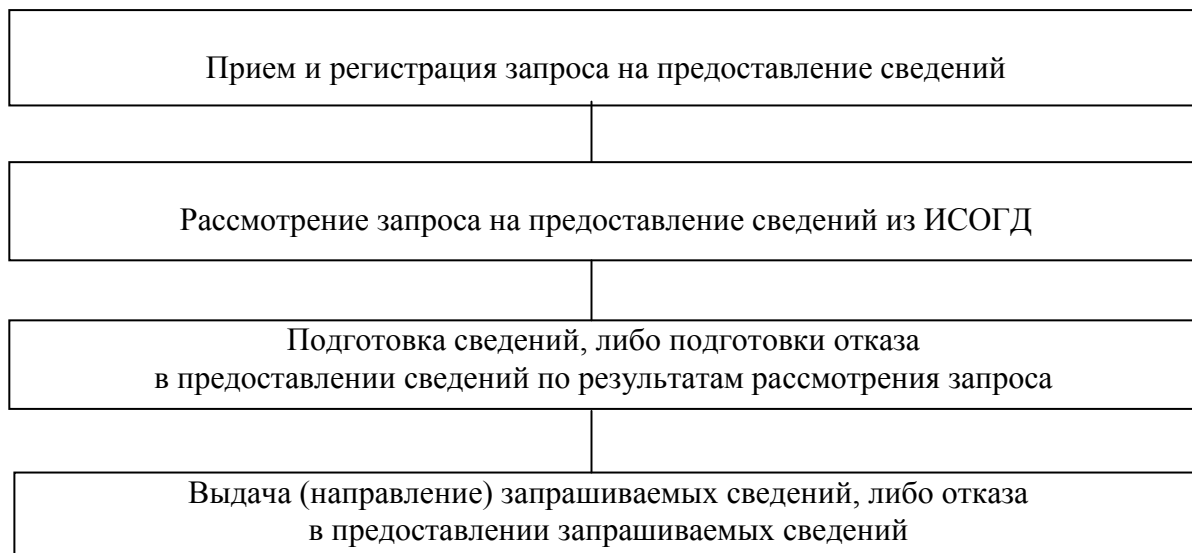 Прием и регистрация запроса на предоставление сведений
Рассмотрение запроса на предоставление сведений из ИСОГД
Подготовка сведений, либо подготовки отказа
в предоставлении сведений по результатам рассмотрения запроса
Выдача (направление) запрашиваемых сведений, либо отказа
в предоставлении запрашиваемых сведений